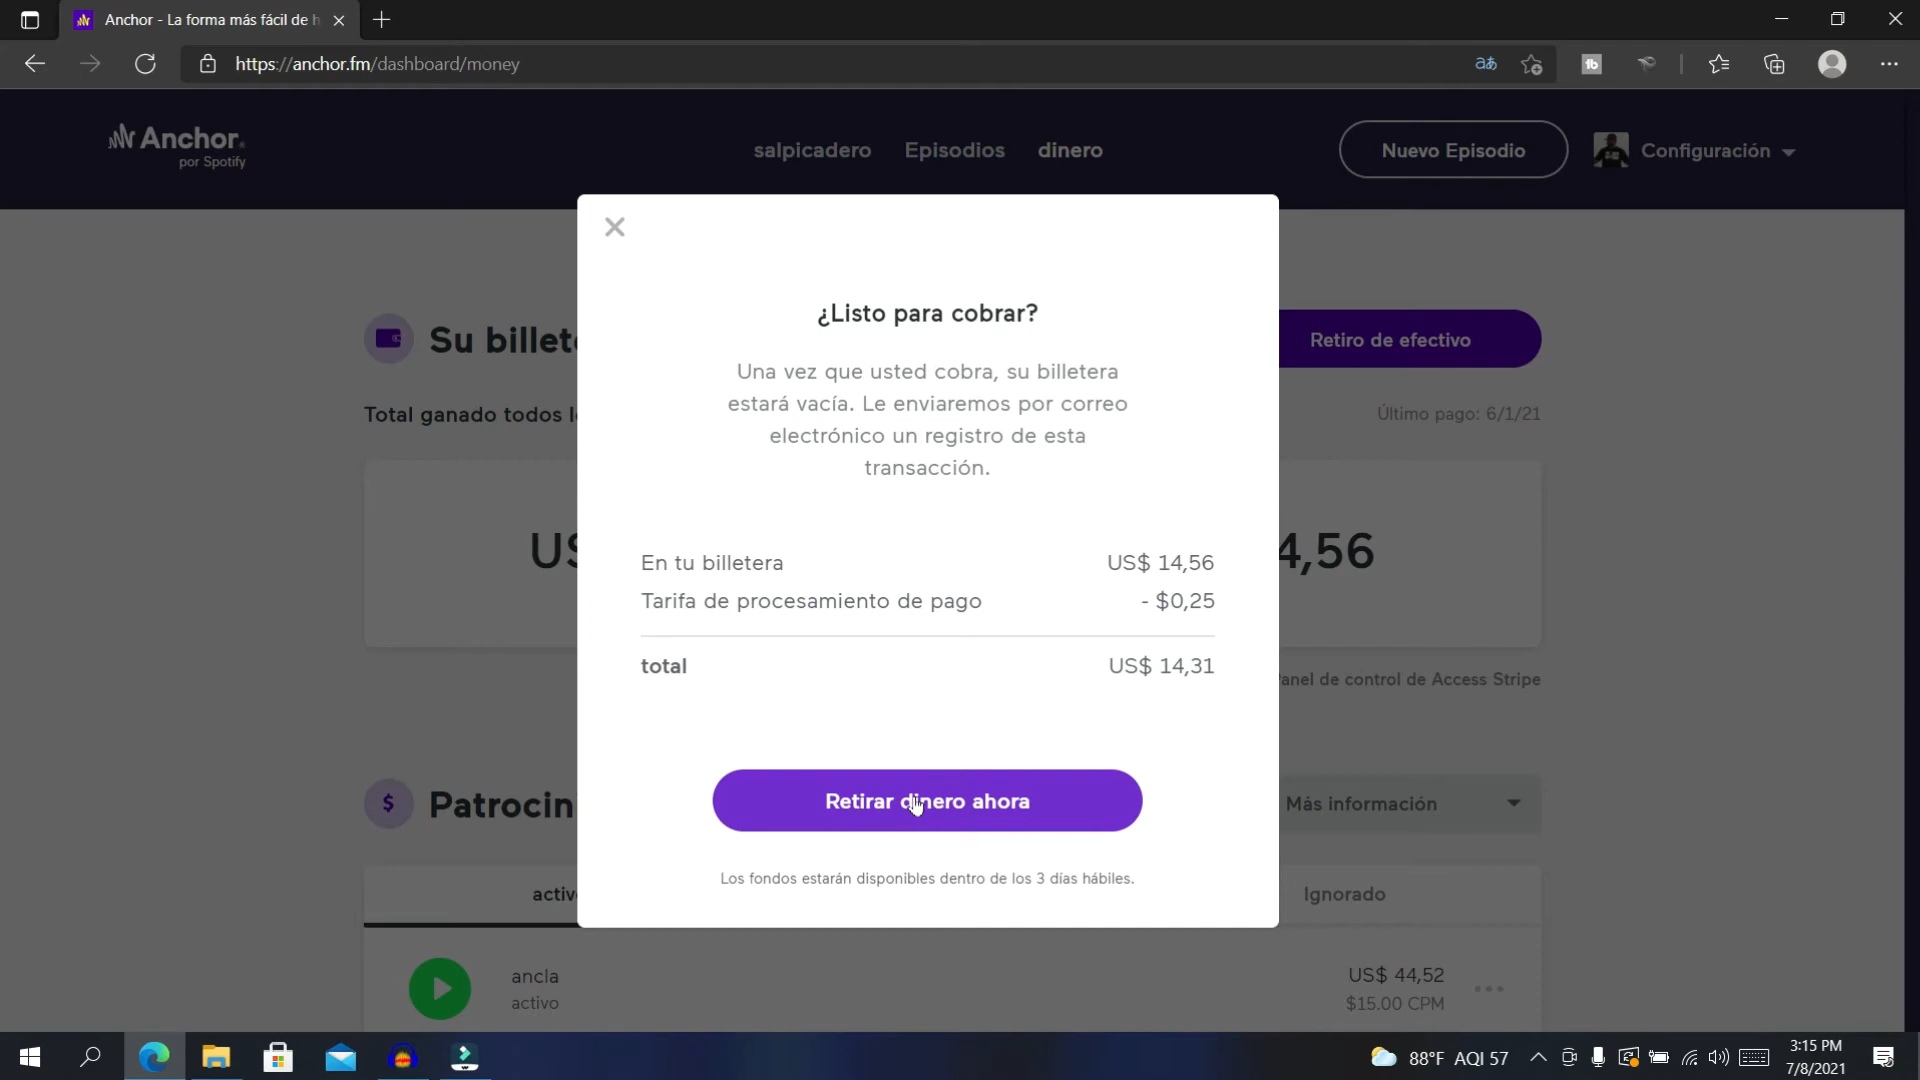 Anchor - La forma más fácil de h
https://anchor.fm/dashboard/money
Anchor
por Spotify
salpicadero
Episodios
dinero
Nuevo Episodio
Configuración
¿Listo para cobrar?
Su billet
Retiro de efectivo
Una vez que usted cobra, su billetera
estará vacía. Le enviaremos por correo
electrónico un registro de esta
transacción.
Total ganado todos
Último pago: 6/1/21
En tu billetera US$ 14,56
Tarifa de procesamiento de pago - $0,25
total US$ 14,31
US
4,56
anel de control de Access Stripe
Retirar dinero ahora
Los fondos estarán disponibles dentro de los 3 días hábiles.
$
Patrocin
Más información
activ
Ignorado
ancla
activo
US$ 44,52
$15.00 CPM
88°F AQI 57
3:15 PM
7/8/2021